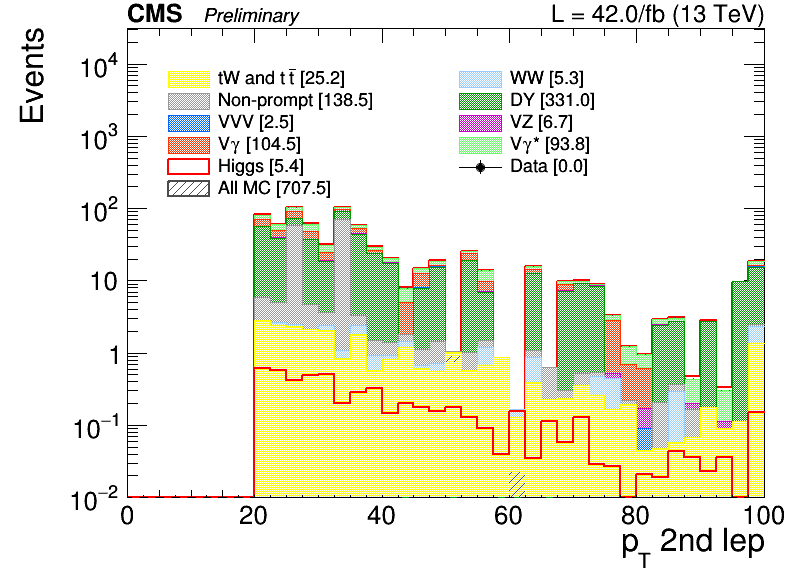 CMS Preliminary L = 42.0/fb (13 TeV)
Events
tW and t t̅ [25.2]
Non-prompt [138.5]
VVV [2.5]
Vγ [104.5]
Higgs [5.4]
All MC [707.5]
WW [5.3]
DY [331.0]
VZ [6.7]
Vγ* [93.8]
Data [0.0]
10⁴
10³
10²
10
1
10⁻¹
10⁻²
0 20 40 60 80 100
p_T 2nd lep